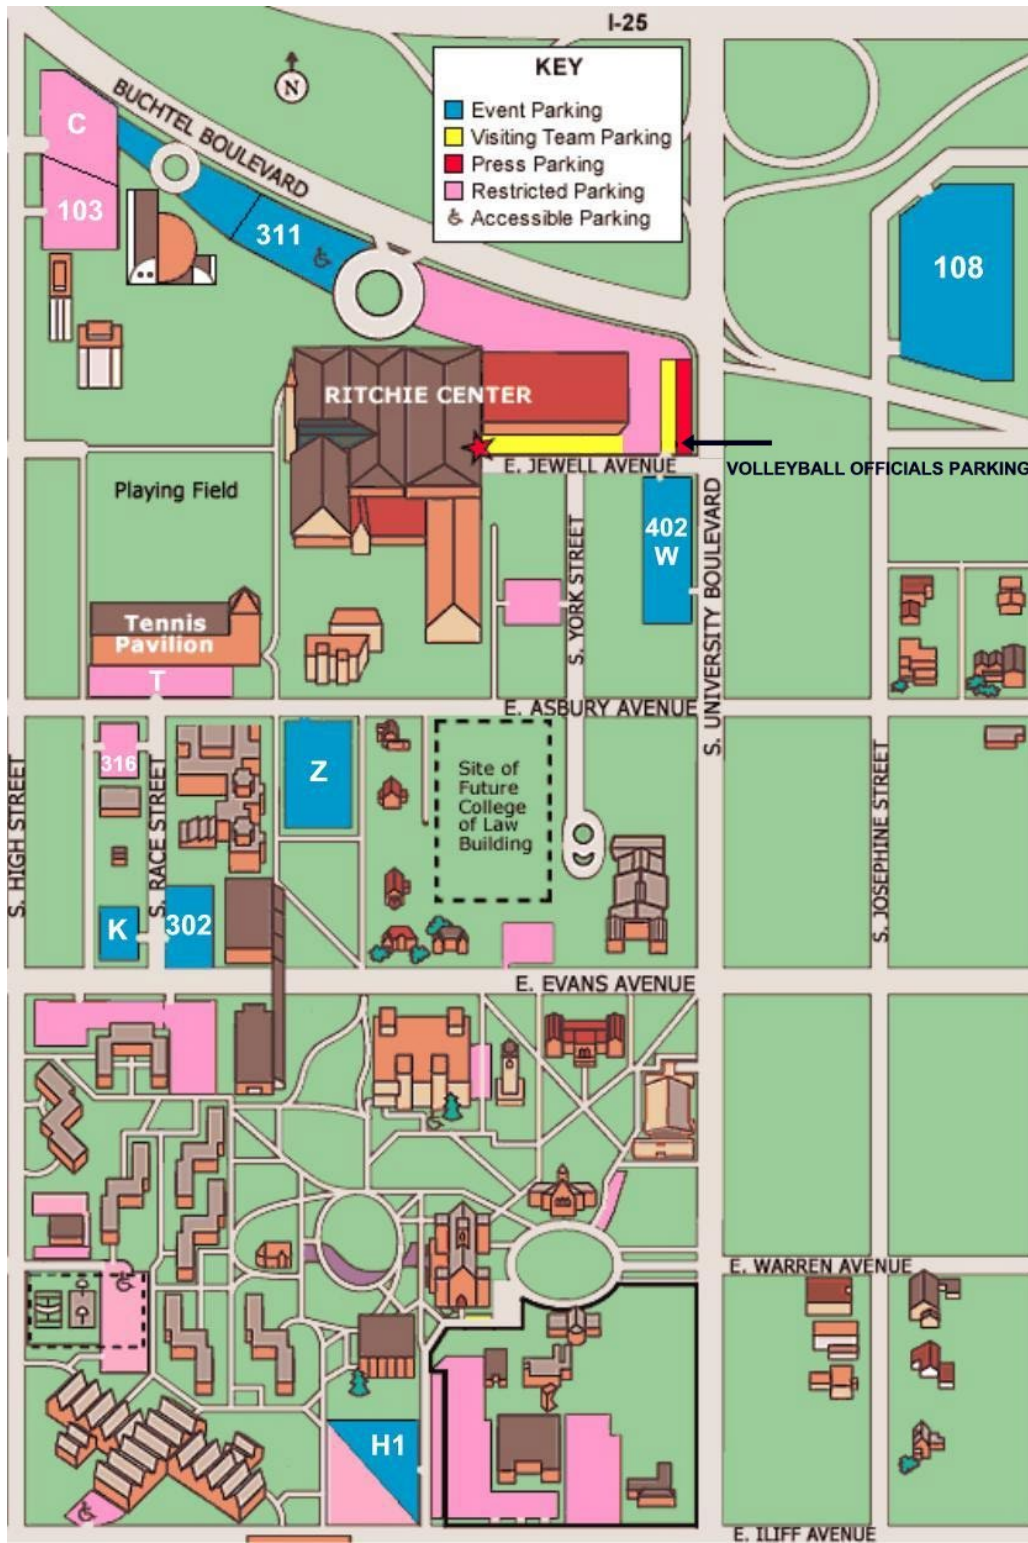 I-25
N
KEY
Event Parking
Visiting Team Parking
Press Parking
Restricted Parking
Accessible Parking
BUCHTEL BOULEVARD
C
103
311
108
RITCHIE CENTER
E. JEWELL AVENUE
VOLLEYBALL OFFICIALS PARKING
Playing Field
402
W
S. YORK STREET
S. UNIVERSITY BOULEVARD
Tennis
Pavilion
T
E. ASBURY AVENUE
316
Z
Site of
Future
College
of Law
Building
S. HIGH STREET
S. RACE STREET
S. JOSEPHINE STREET
K
302
E. EVANS AVENUE
E. WARREN AVENUE
H1
E. ILIFF AVENUE